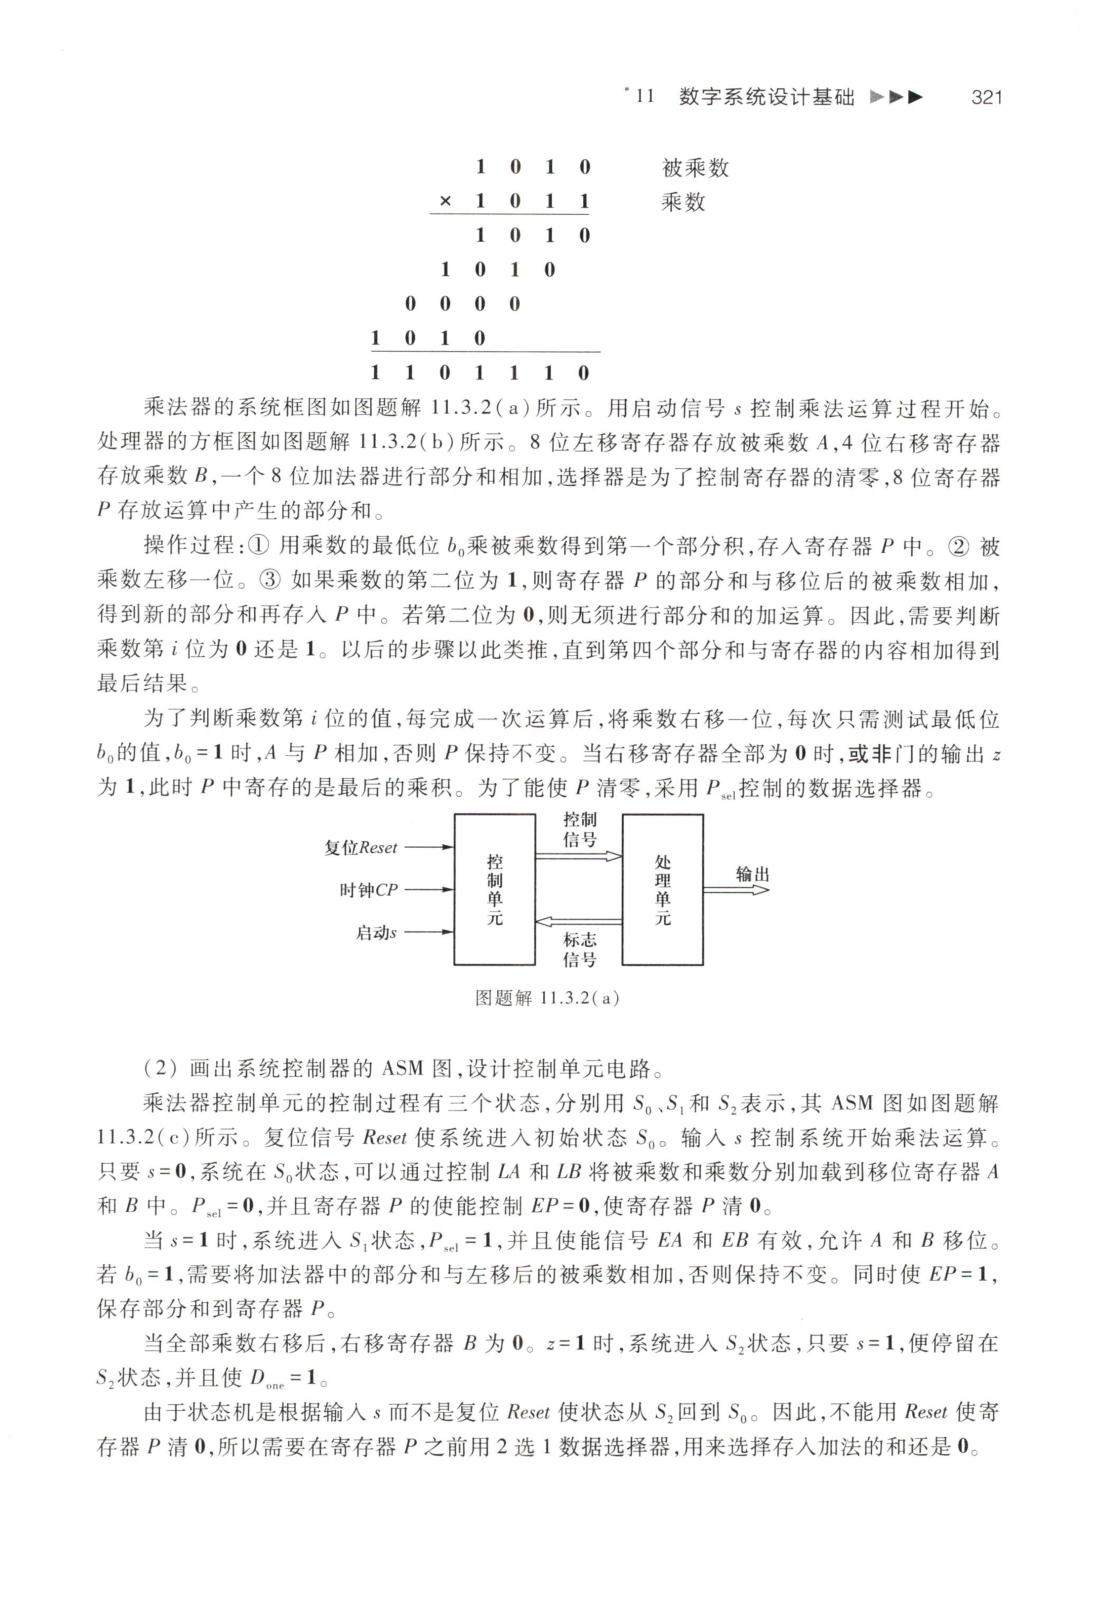 *11 数字系统设计基础 ▶▶▶ 321
1 0 1 0 被乘数
× 1 0 1 1 乘数
1 0 1 0
1 0 1 0
0 0 0 0
1 0 1 0
1 1 0 1 1 1 0
乘法器的系统框图如图题解 11.3.2(a)所示。用启动信号 s 控制乘法运算过程开始。
处理器的方框图如图题解 11.3.2(b)所示。8 位左移寄存器存放被乘数 A,4 位右移寄存器
存放乘数 B,一个 8 位加法器进行部分和相加,选择器是为了控制寄存器的清零,8 位寄存器
P 存放运算中产生的部分和。
操作过程:① 用乘数的最低位 b₀乘被乘数得到第一个部分积,存入寄存器 P 中。② 被
乘数左移一位。③ 如果乘数的第二位为 1,则寄存器 P 的部分和与移位后的被乘数相加,
得到新的部分和再存入 P 中。若第二位为 0,则无须进行部分和的加运算。因此,需要判断
乘数第 i 位为 0 还是 1。以后的步骤以此类推,直到第四个部分和与寄存器的内容相加得到
最后结果。
为了判断乘数第 i 位的值,每完成一次运算后,将乘数右移一位,每次只需测试最低位
b₀的值,b₀=1 时,A 与 P 相加,否则 P 保持不变。当右移寄存器全部为 0 时,或非门的输出 z
为 1,此时 P 中寄存的是最后的乘积。为了能使 P 清零,采用 Psel控制的数据选择器。
复位Reset
时钟CP
启动s
控制单元
控制
信号
标志
信号
处理单元
输出
图题解 11.3.2(a)
(2) 画出系统控制器的 ASM 图,设计控制单元电路。
乘法器控制单元的控制过程有三个状态,分别用 S₀、S₁和 S₂表示,其 ASM 图如图题解
11.3.2(c)所示。复位信号 Reset 使系统进入初始状态 S₀。输入 s 控制系统开始乘法运算。
只要 s=0,系统在 S₀状态,可以通过控制 LA 和 LB 将被乘数和乘数分别加载到移位寄存器 A
和 B 中。Psel=0,并且寄存器 P 的使能控制 EP=0,使寄存器 P 清 0。
当 s=1 时,系统进入 S₁状态,Psel=1,并且使能信号 EA 和 EB 有效,允许 A 和 B 移位。
若 b₀=1,需要将加法器中的部分和与左移后的被乘数相加,否则保持不变。同时使 EP=1,
保存部分和到寄存器 P。
当全部乘数右移后,右移寄存器 B 为 0。z=1 时,系统进入 S₂状态,只要 s=1,便停留在
S₂状态,并且使 Done=1。
由于状态机是根据输入 s 而不是复位 Reset 使状态从 S₂回到 S₀。因此,不能用 Reset 使寄
存器 P 清 0,所以需要在寄存器 P 之前用 2 选 1 数据选择器,用来选择存入加法的和还是 0。